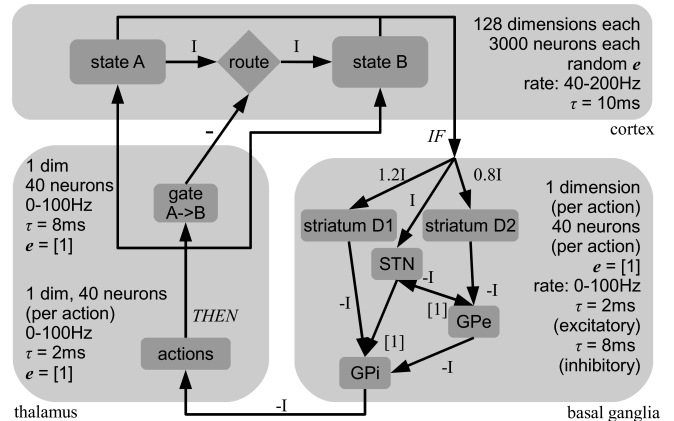 128 dimensions each
3000 neurons each
random e
rate: 40-200Hz
τ = 10ms
cortex
state A
I
route
I
state B
-
IF
1 dim
40 neurons
0-100Hz
τ = 8ms
e = [1]
gate
A->B
1 dim, 40 neurons
(per action)
0-100Hz
τ = 2ms
e = [1]
THEN
actions
thalamus
-I
1.2I
I
0.8I
striatum D1
striatum D2
STN
-I
-I
-I
[1]
GPe
[1]
GPi
-I
1 dimension
(per action)
40 neurons
(per action)
e = [1]
rate: 0-100Hz
τ = 2ms
(excitatory)
τ = 8ms
(inhibitory)
basal ganglia